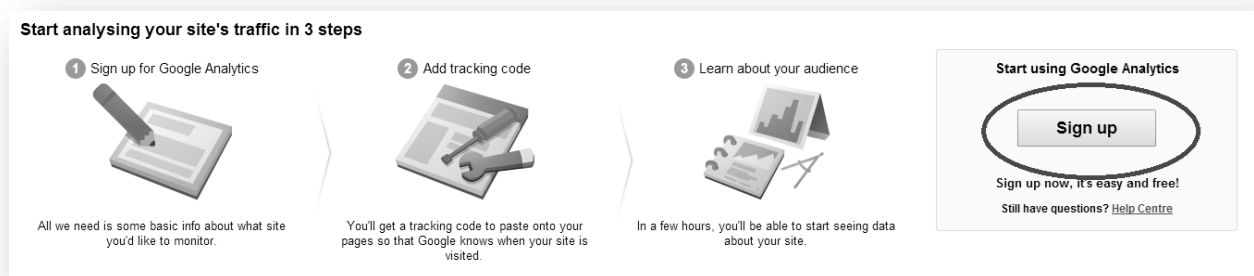 Start analysing your site's traffic in 3 steps
1 Sign up for Google Analytics
All we need is some basic info about what site
you'd like to monitor.
2 Add tracking code
You'll get a tracking code to paste onto your
pages so that Google knows when your site is
visited.
3 Learn about your audience
In a few hours, you'll be able to start seeing data
about your site.
Start using Google Analytics
Sign up
Sign up now, it's easy and free!
Still have questions? Help Centre